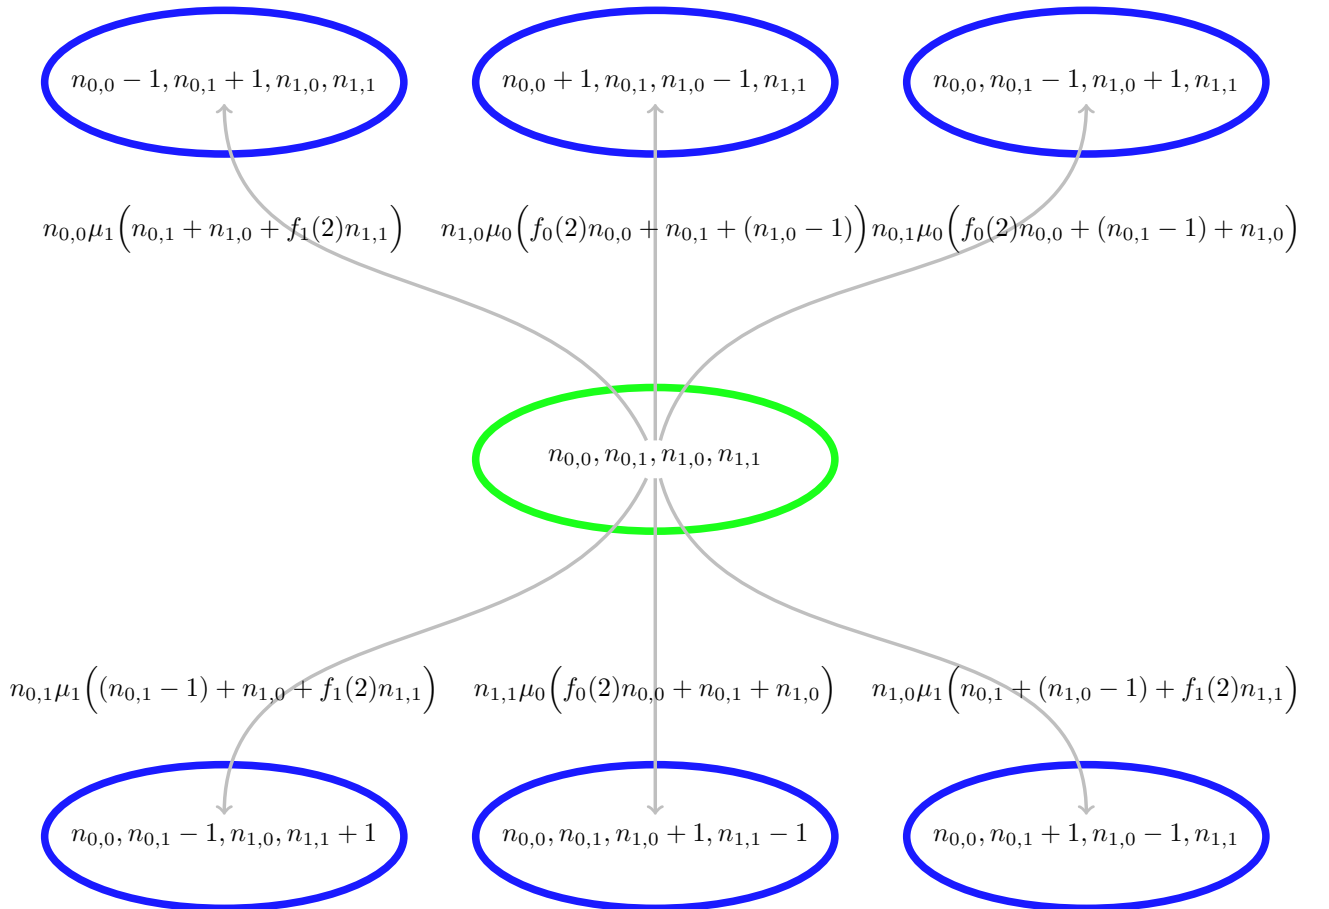 n_{0,0} − 1, n_{0,1} + 1, n_{1,0}, n_{1,1}
n_{0,0} + 1, n_{0,1}, n_{1,0} − 1, n_{1,1}
n_{0,0}, n_{0,1} − 1, n_{1,0} + 1, n_{1,1}
n_{0,0}μ_1(n_{0,1} + n_{1,0} + f_1(2)n_{1,1})
n_{1,0}μ_0(f_0(2)n_{0,0} + n_{0,1} + (n_{1,0} − 1))
n_{0,1}μ_0(f_0(2)n_{0,0} + (n_{0,1} − 1) + n_{1,0})
n_{0,0}, n_{0,1}, n_{1,0}, n_{1,1}
n_{0,1}μ_1((n_{0,1} − 1) + n_{1,0} + f_1(2)n_{1,1})
n_{1,1}μ_0(f_0(2)n_{0,0} + n_{0,1} + n_{1,0})
n_{1,0}μ_1(n_{0,1} + (n_{1,0} − 1) + f_1(2)n_{1,1})
n_{0,0}, n_{0,1} − 1, n_{1,0}, n_{1,1} + 1
n_{0,0}, n_{0,1}, n_{1,0} + 1, n_{1,1} − 1
n_{0,0}, n_{0,1} + 1, n_{1,0} − 1, n_{1,1}